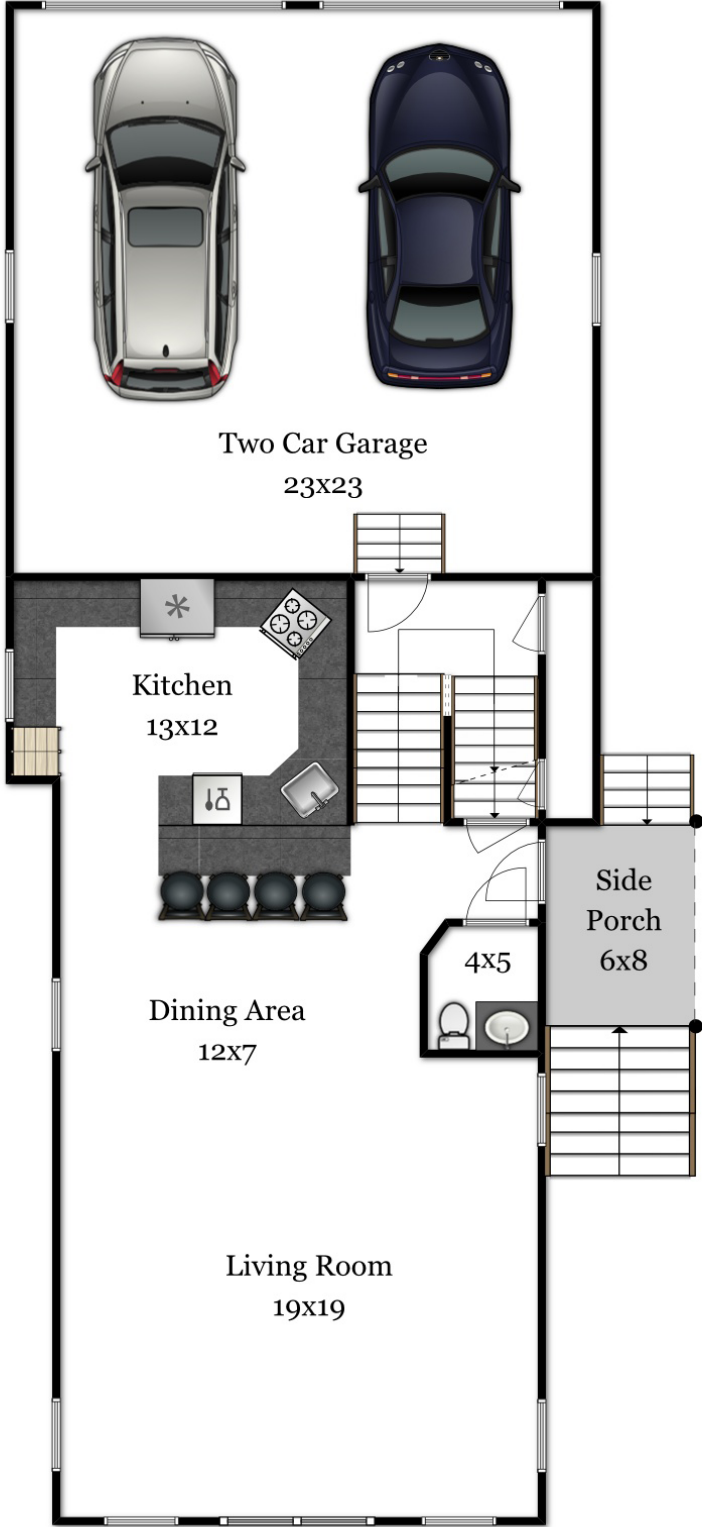 Two Car Garage
23x23
Kitchen
13x12
Side
Porch
6x8
4x5
Dining Area
12x7
Living Room
19x19